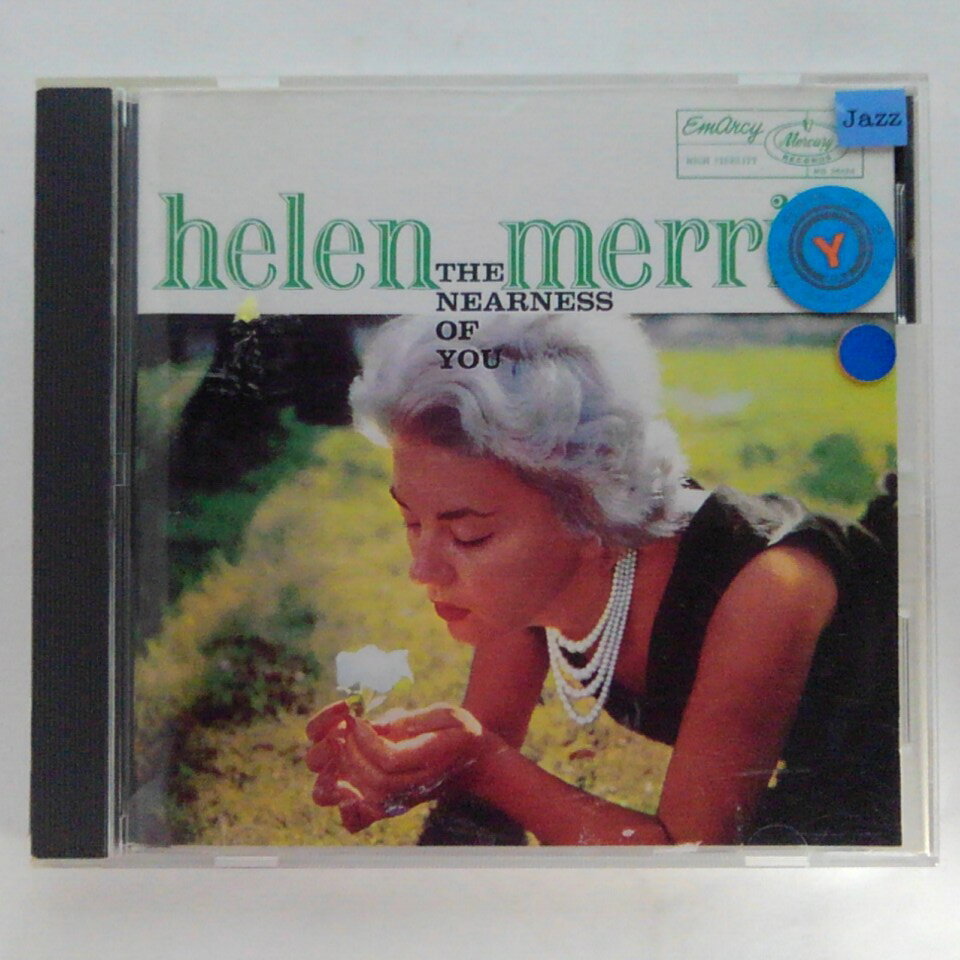 Jazz
EmArcy
Mercury
RECORDS
HIGH FIDELITY
helen merri
Y
THE
NEARNESS
OF
YOU